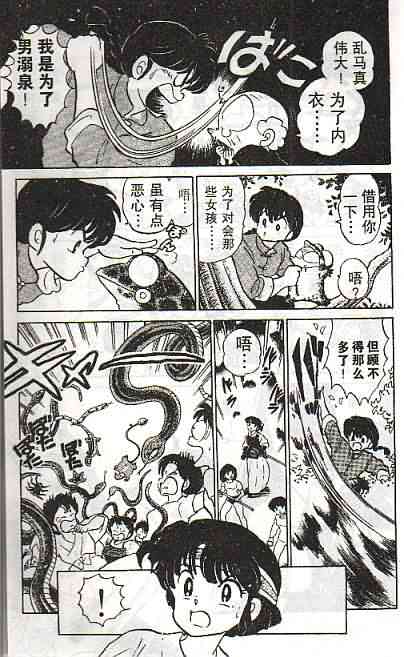 乱马真
伟大！
为了内
衣……
ばこ
我是为了
男溺泉！
借用你
一下…
唔？
为了对会那
些女孩……
唔…
虽有点
恶心…
但顾不
得那么
多了！
唔
…
！